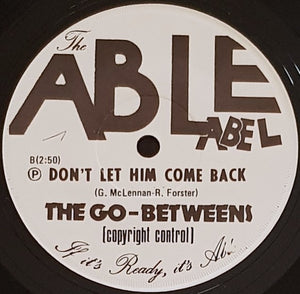 The
ABLE
ABEL
B(2:50)
Ⓟ DON'T LET HIM COME BACK
(G. McLennan-R. Forster)
THE GO-BETWEENS
(copyright control)
If it's Ready, it's Abl